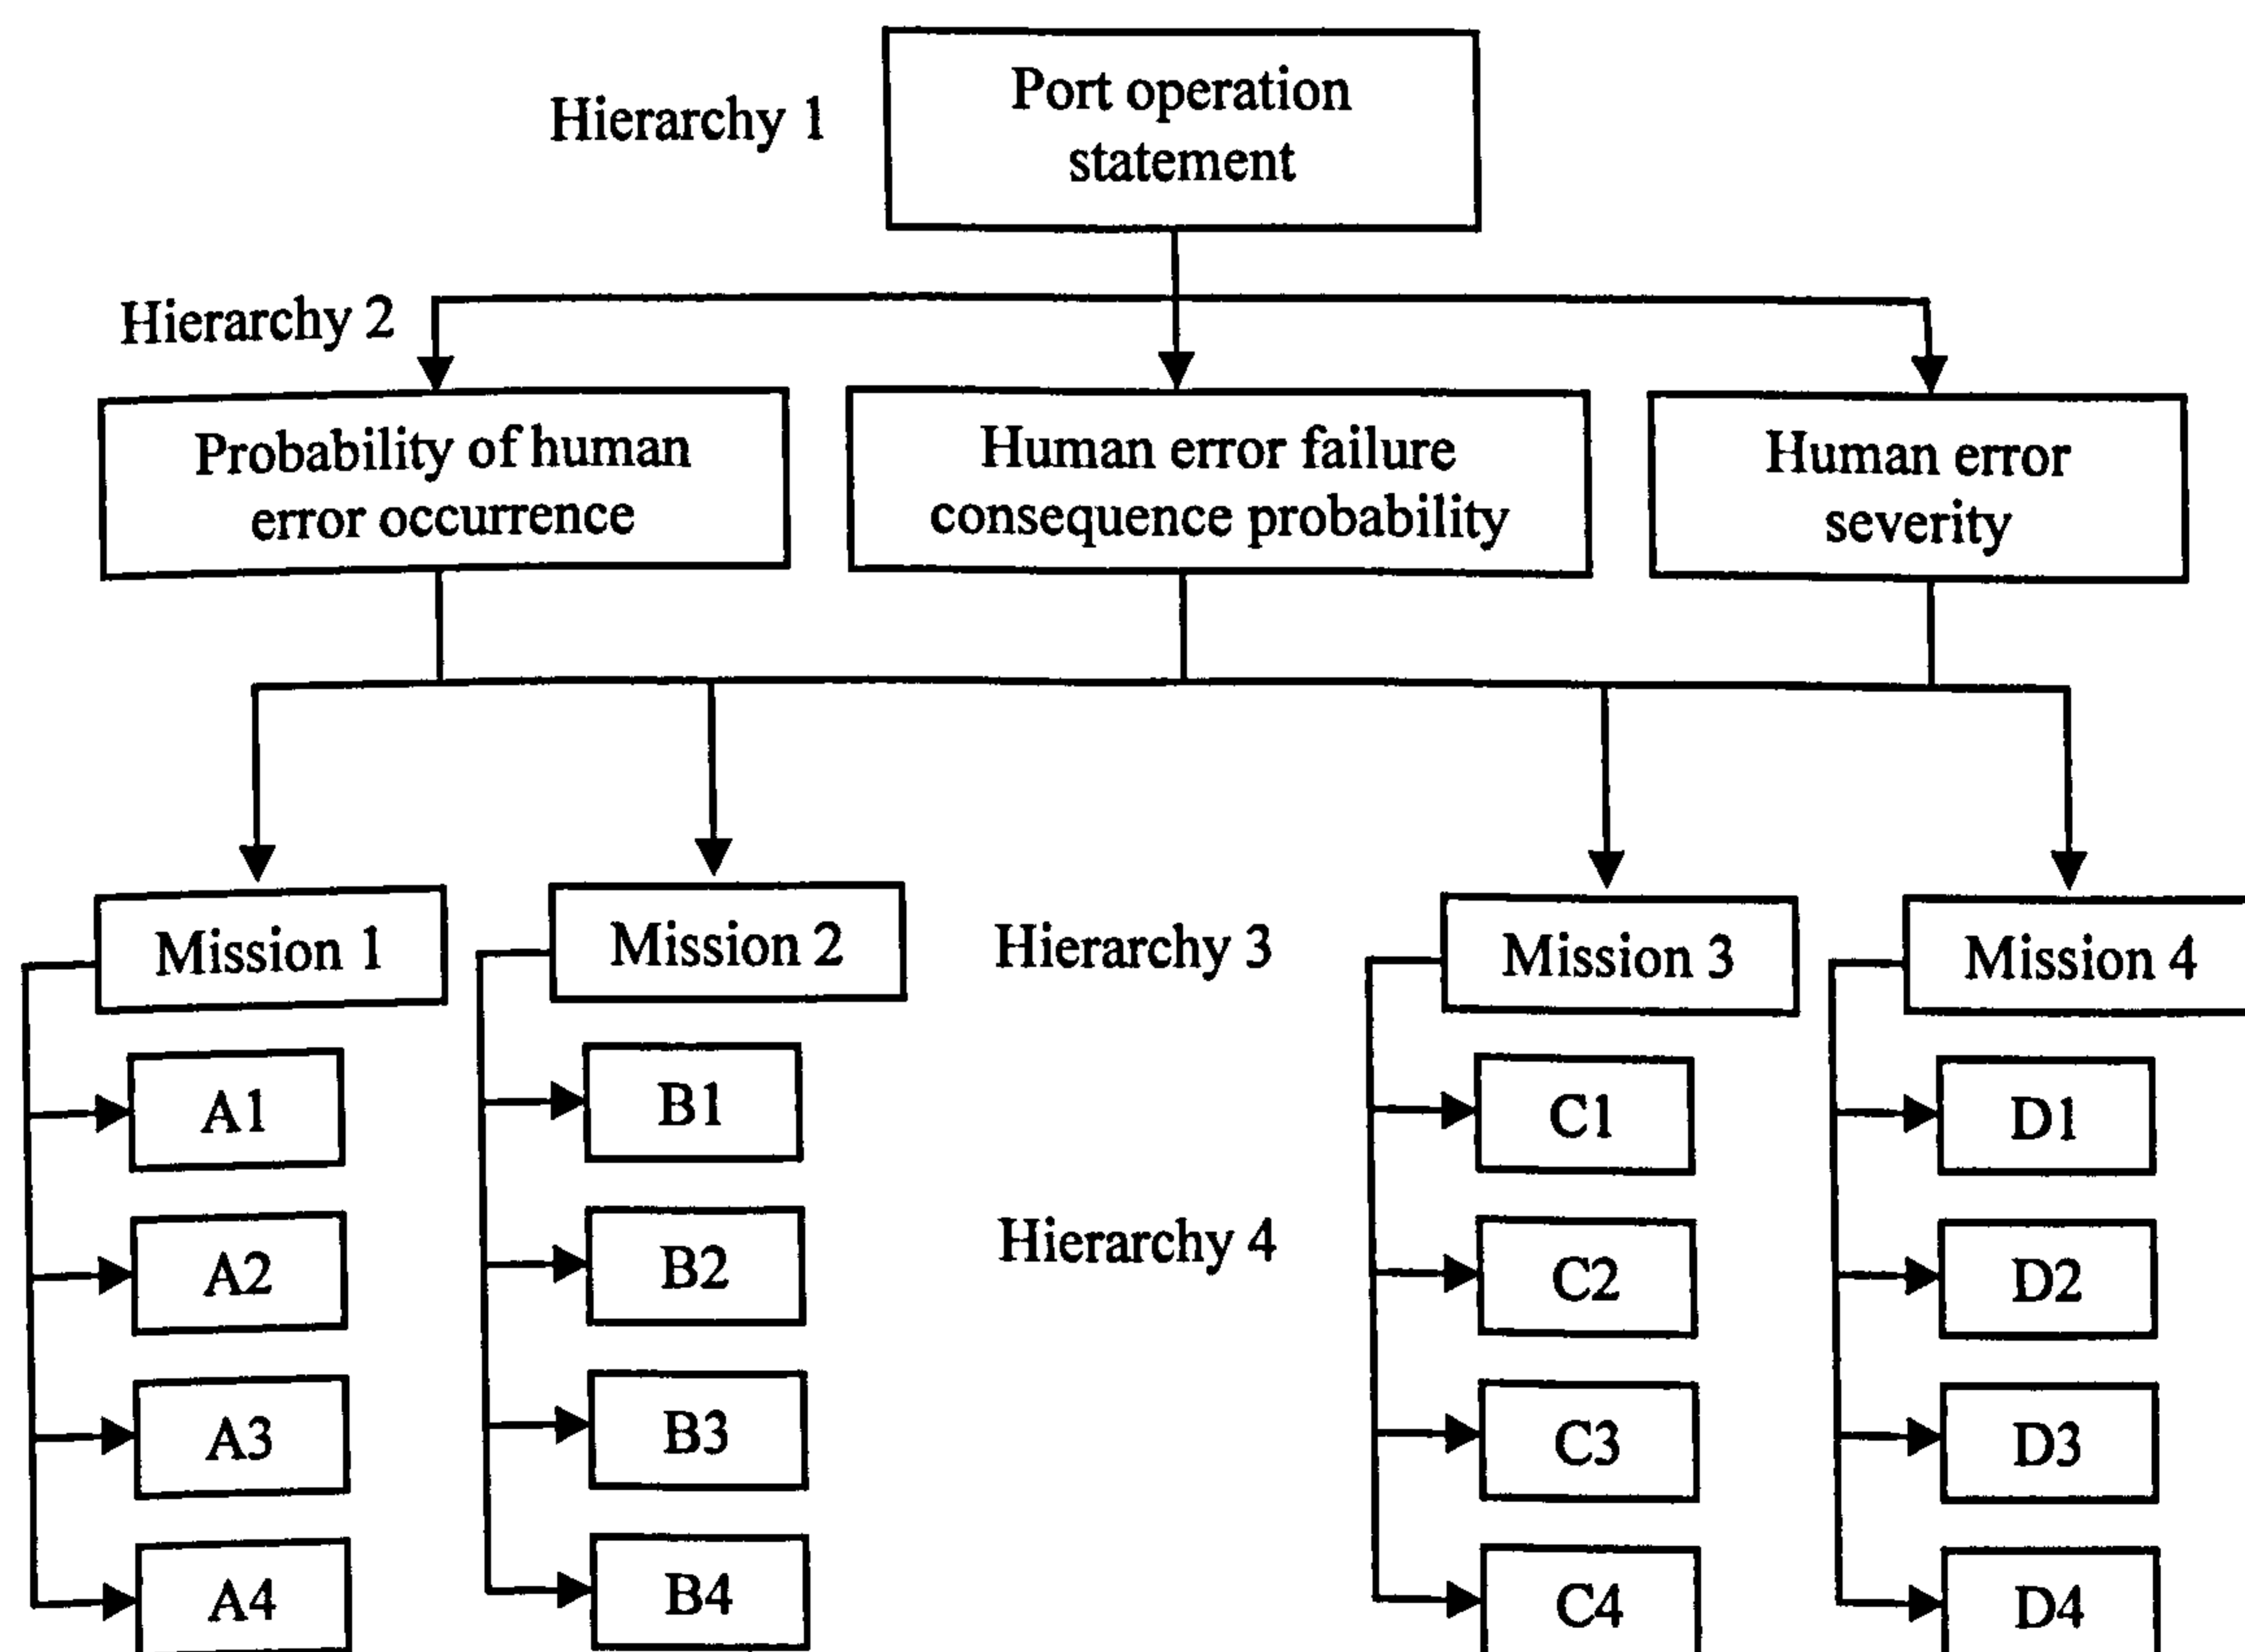 Hierarchy 1
Port operation
statement
Hierarchy 2
Probability of human
error occurrence
Human error failure
consequence probability
Human error
severity
Mission 1
Mission 2
Hierarchy 3
Mission 3
Mission 4
A1
B1
C1
D1
A2
B2
Hierarchy 4
C2
D2
A3
B3
C3
D3
A4
B4
C4
D4